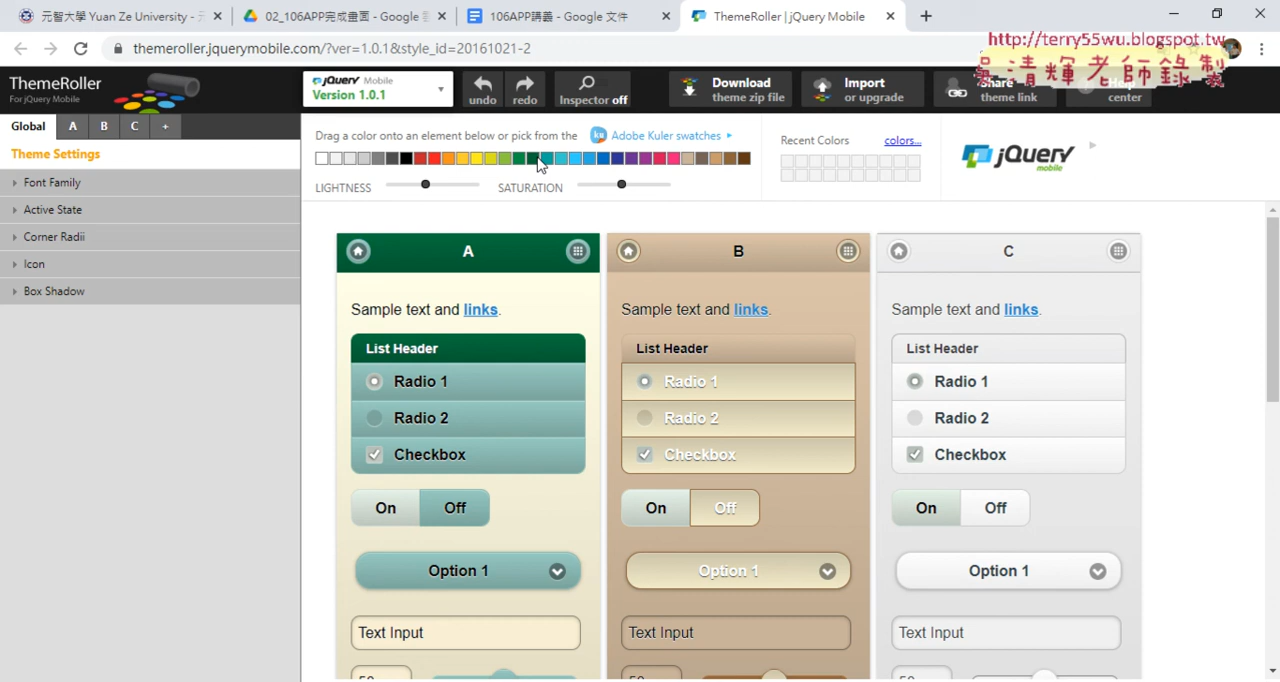 元智大學 Yuan Ze University - 元
02_106APP完成畫面 - Google
106APP講義 - Google 文件
ThemeRoller | jQuery Mobile
themeroller.jquerymobile.com/?ver=1.0.1&style_id=20161021-2
http://terry55wu.blogspot.tw
吳清輝老師錄製
ThemeRoller
For jQuery Mobile
jQuery Mobile
Version 1.0.1
undo
redo
Inspector off
Download
theme zip file
Import
or upgrade
Share
theme link
Help
center
Global
A
B
C
+
Theme Settings
Font Family
Active State
Corner Radii
Icon
Box Shadow
Drag a color onto an element below or pick from the
ku
Adobe Kuler swatches
LIGHTNESS
SATURATION
Recent Colors
colors...
jQuery
mobile
A
Sample text and links.
List Header
Radio 1
Radio 2
Checkbox
On
Off
Option 1
Text Input
50
B
Sample text and links.
List Header
Radio 1
Radio 2
Checkbox
On
Off
Option 1
Text Input
50
C
Sample text and links.
List Header
Radio 1
Radio 2
Checkbox
On
Off
Option 1
Text Input
50